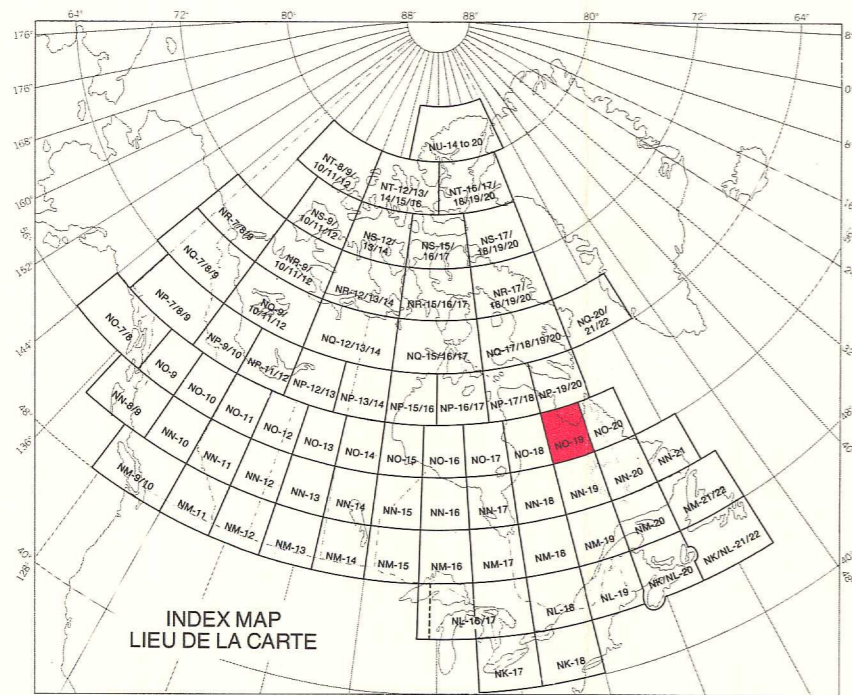 64° 72° 80° 88° 88° 80° 72° 64°
176°
176°
168°
160°
152°
144°
136°
128°
NU-14 to 20
NT-8/9/
10/11/12
NT-12/13/
14/15/16
NT-16/17/
18/19/20
NS-9/
10/11/12
NS-12/
13/14
NS-15/
16/17
NS-17/
18/19/20
NR-7/8/9
NR-9/
10/11/12
NR-12/13/14
NR-15/16/17
NR-17/
18/19/20
NQ-7/8/9
NQ-9/
10/11/12
NQ-12/13/14
NQ-15/16/17
NQ-17/18/19/20
NQ-20/
21/22
NP-7/8/9
NP-9/10
NP-11/12
NP-12/13
NP-13/14
NP-15/16
NP-16/17
NP-17/18
NP-19/20
NO-7/8
NO-9
NO-10
NO-11
NO-12
NO-13
NO-14
NO-15
NO-16
NO-17
NO-18
NO-19
NO-20
NN-8/9
NN-10
NN-11
NN-12
NN-13
NN-14
NN-15
NN-16
NN-17
NN-18
NN-19
NN-20
NN-21
NM-9/10
NM-11
NM-12
NM-13
NM-14
NM-15
NM-16
NM-17
NM-18
NM-19
NM-20
NM-21/22
NL-16/17
NL-18
NL-19
NK/NL-20
NK/NL-21/22
NK-17
NK-18
INDEX MAP
LIEU DE LA CARTE